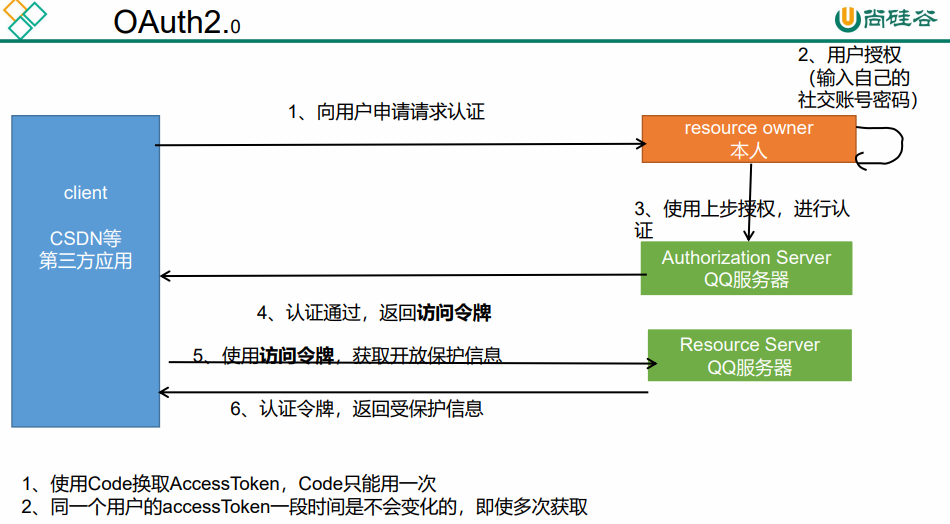 OAuth2.0
尚硅谷
2、用户授权
（输入自己的
社交账号密码）
1、向用户申请请求认证
resource owner
本人
client
CSDN等
第三方应用
3、使用上步授权，进行认
证
Authorization Server
QQ服务器
4、认证通过，返回访问令牌
5、使用访问令牌，获取开放保护信息
Resource Server
QQ服务器
6、认证令牌，返回受保护信息
1、使用Code换取AccessToken，Code只能用一次
2、同一个用户的accessToken一段时间是不会变化的，即使多次获取